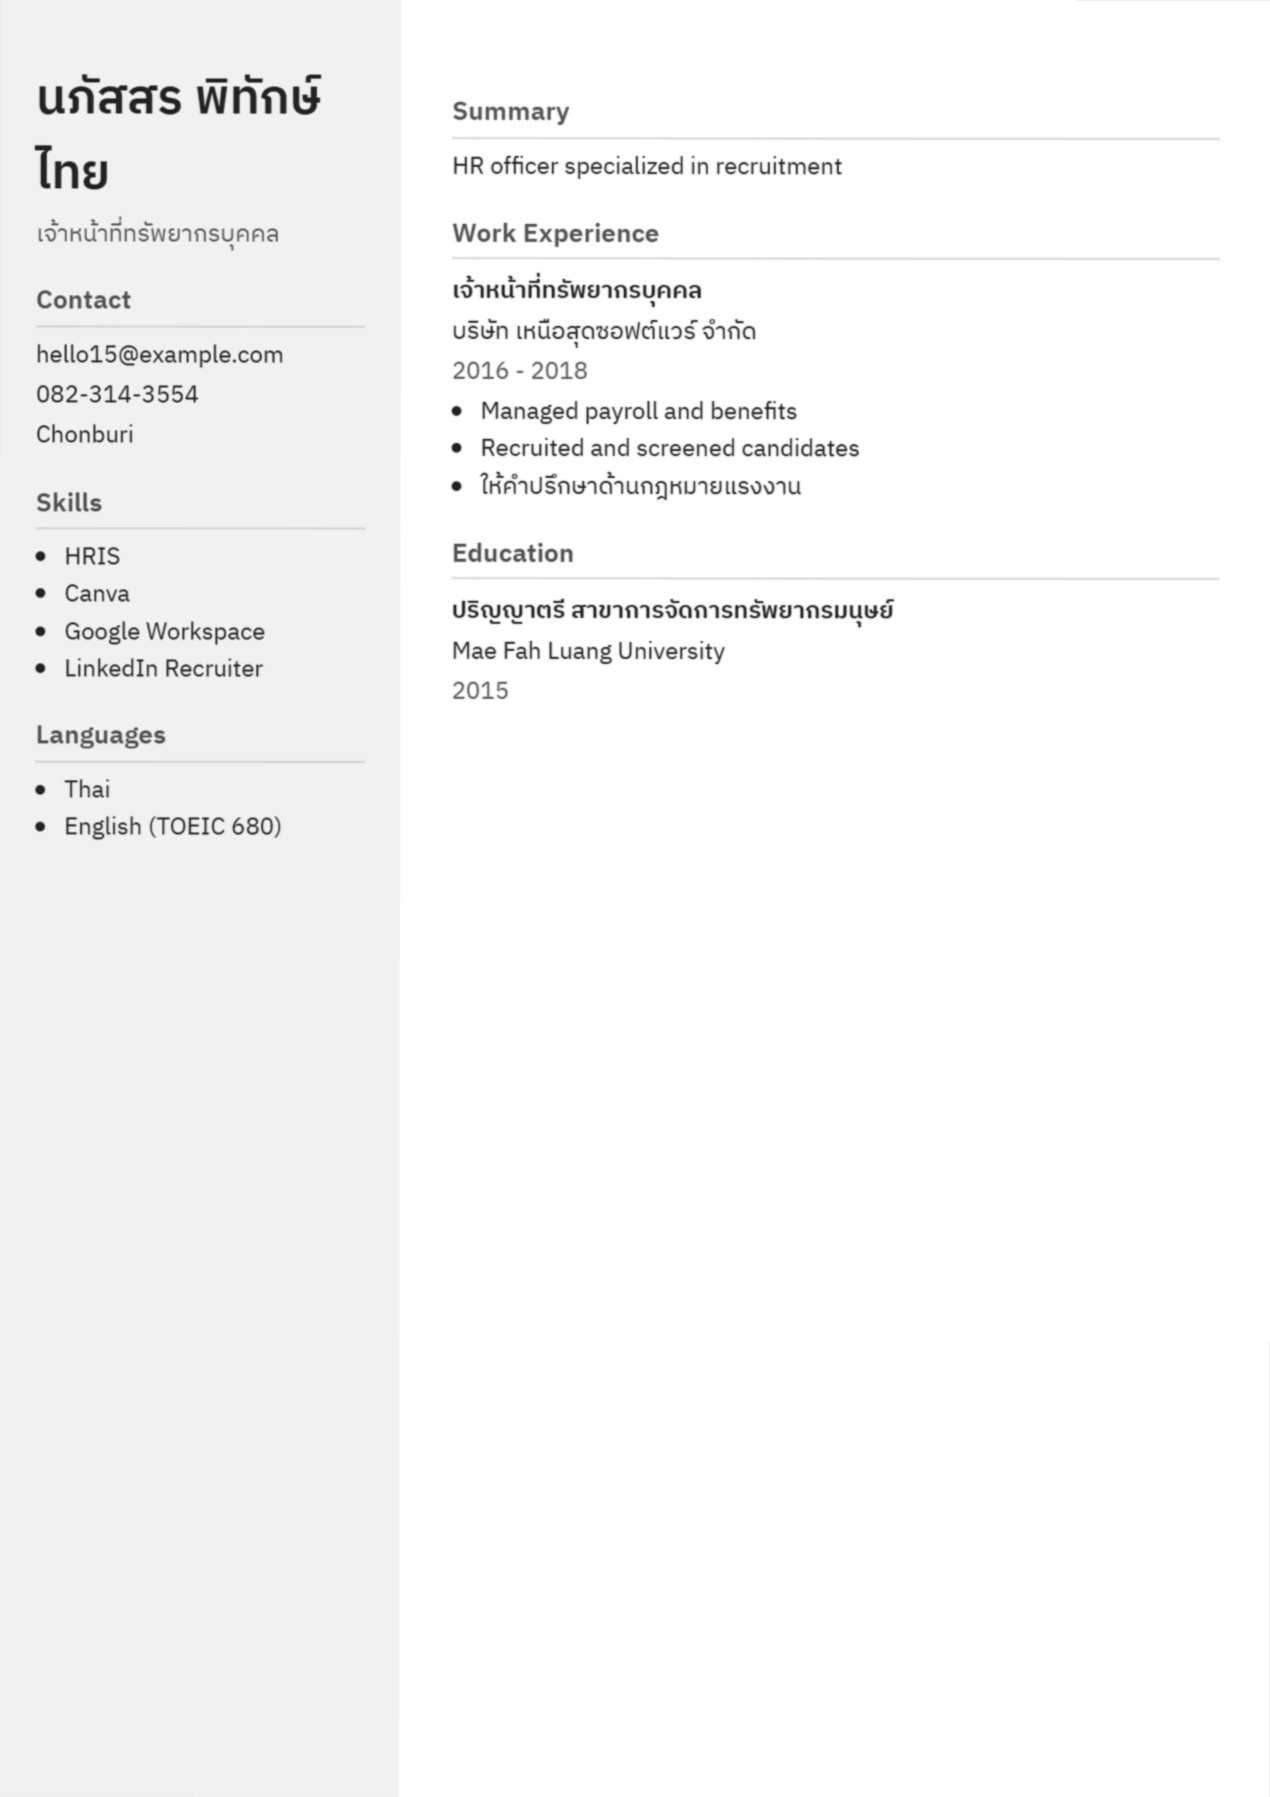 นภัสสร พิทักษ์
ไทย
เจ้าหน้าที่ทรัพยากรบุคคล
Contact
hello15@example.com
082-314-3554
Chonburi
Skills
• HRIS
• Canva
• Google Workspace
• LinkedIn Recruiter
Languages
• Thai
• English (TOEIC 680)
Summary
HR officer specialized in recruitment
Work Experience
เจ้าหน้าที่ทรัพยากรบุคคล
บริษัท เหนือสุดซอฟต์แวร์ จำกัด
2016 - 2018
• Managed payroll and benefits
• Recruited and screened candidates
• ให้คำปรึกษาด้านกฎหมายแรงงาน
Education
ปริญญาตรี สาขาการจัดการทรัพยากรมนุษย์
Mae Fah Luang University
2015